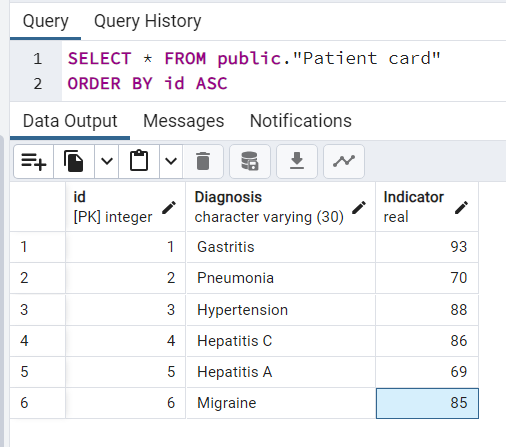 Query Query History
1 SELECT * FROM public."Patient card"
2 ORDER BY id ASC
Data Output Messages Notifications
id Diagnosis Indicator
[PK] integer character varying (30) real
1 1 Gastritis 93
2 2 Pneumonia 70
3 3 Hypertension 88
4 4 Hepatitis C 86
5 5 Hepatitis A 69
6 6 Migraine 85